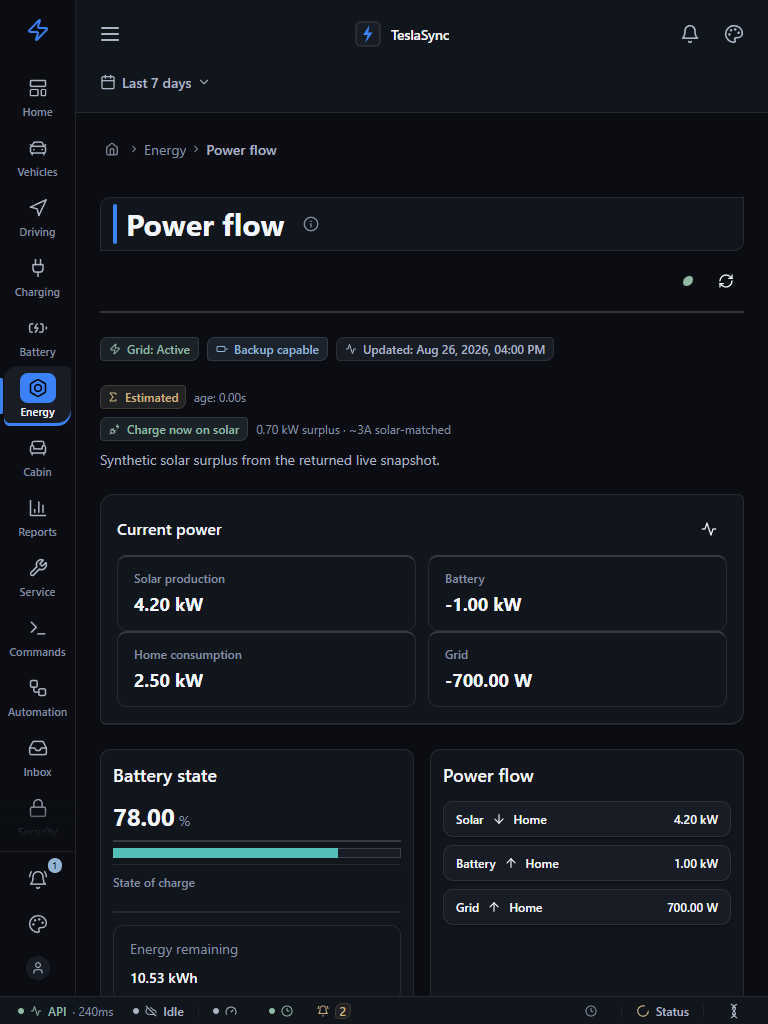 TeslaSync
Last 7 days
Home
Vehicles
Driving
Charging
Battery
Energy
Cabin
Reports
Service
Commands
Automation
Inbox
Security
1
Energy
Power flow
Power flow
Grid: Active
Backup capable
Updated: Aug 26, 2026, 04:00 PM
Estimated
age: 0.00s
Charge now on solar
0.70 kW surplus · ~3A solar-matched
Synthetic solar surplus from the returned live snapshot.
Current power
Solar production
4.20 kW
Battery
-1.00 kW
Home consumption
2.50 kW
Grid
-700.00 W
Battery state
78.00 %
State of charge
Energy remaining
10.53 kWh
Power flow
Solar ↓ Home 4.20 kW
Battery ↑ Home 1.00 kW
Grid ↑ Home 700.00 W
API · 240ms
Idle
2
Status